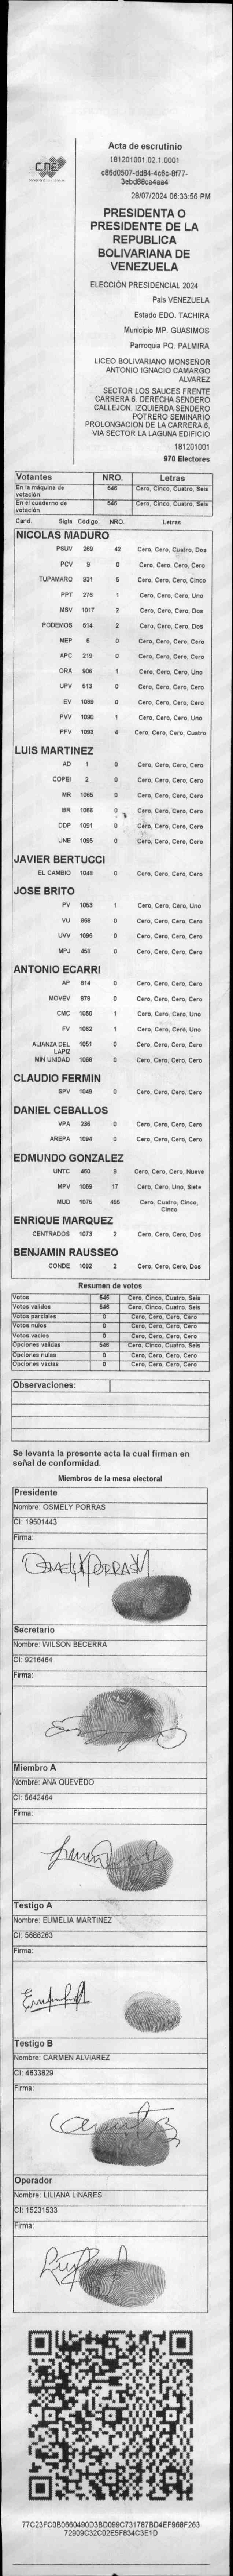 CNE
Acta de escrutinio
181201001.02.1.0001
28/07/2024 06:33:56 PM
PRESIDENTA O
PRESIDENTE DE LA
REPUBLICA
BOLIVARIANA DE
VENEZUELA
ELECCIÓN PRESIDENCIAL 2024
Pais VENEZUELA
Estado EDO. TACHIRA
Municipio MP. GUASIMOS
Parroquia PQ. PALMIRA
LICEO BOLIVARIANO MONSEÑOR
ANTONIO IGNACIO CAMARGO
ALVAREZ
SECTOR LOS SAUCES FRENTE
CARRERA 6. DERECHA SENDERO
CALLEJON. IZQUIERDA SENDERO
POTRERO SEMINARIO
PROLONGACION DE LA CARRERA 6,
VIA SECTOR LA LAGUNA EDIFICIO
181201001
970 Electores
Votantes NRO. Letras
En la máquina de votación 546 Cero, Cinco, Cuatro, Seis
En el cuaderno de votación 546 Cero, Cinco, Cuatro, Seis
Cand. Sigla Código NRO. Letras
NICOLAS MADURO
PSUV 269 42 Cero, Cero, Cuatro, Dos
PCV 9 0 Cero, Cero, Cero, Cero
TUPAMARO 931 5 Cero, Cero, Cero, Cinco
PPT 276 1 Cero, Cero, Cero, Uno
MSV 1017 2 Cero, Cero, Cero, Dos
PODEMOS 514 2 Cero, Cero, Cero, Dos
MEP 6 0 Cero, Cero, Cero, Cero
APC 219 0 Cero, Cero, Cero, Cero
ORA 906 1 Cero, Cero, Cero, Uno
UPV 513 0 Cero, Cero, Cero, Cero
EV 1089 0 Cero, Cero, Cero, Cero
PVV 1090 1 Cero, Cero, Cero, Uno
PFV 1093 4 Cero, Cero, Cero, Cuatro
LUIS MARTINEZ
AD 1 0 Cero, Cero, Cero, Cero
COPEI 2 0 Cero, Cero, Cero, Cero
MR 1065 0 Cero, Cero, Cero, Cero
BR 1066 0 Cero, Cero, Cero, Cero
DDP 1091 0 Cero, Cero, Cero, Cero
UNE 1095 0 Cero, Cero, Cero, Cero
JAVIER BERTUCCI
EL CAMBIO 1046 0 Cero, Cero, Cero, Cero
JOSE BRITO
PV 1053 1 Cero, Cero, Cero, Uno
VU 969 0 Cero, Cero, Cero, Cero
UVV 1096 0 Cero, Cero, Cero, Cero
MPJ 458 0 Cero, Cero, Cero, Cero
ANTONIO ECARRI
AP 814 0 Cero, Cero, Cero, Cero
MOVEV 978 0 Cero, Cero, Cero, Cero
CMC 1050 1 Cero, Cero, Cero, Uno
FV 1062 1 Cero, Cero, Cero, Uno
ALIANZA DEL LAPIZ 1051 0 Cero, Cero, Cero, Cero
MIN UNIDAD 1068 0 Cero, Cero, Cero, Cero
CLAUDIO FERMIN
SPV 1049 0 Cero, Cero, Cero, Cero
DANIEL CEBALLOS
VPA 236 0 Cero, Cero, Cero, Cero
AREPA 1094 0 Cero, Cero, Cero, Cero
EDMUNDO GONZALEZ
UNTC 460 9 Cero, Cero, Cero, Nueve
MPV 1069 17 Cero, Cero, Uno, Siete
MUD 1075 455 Cero, Cuatro, Cinco,
Cinco
ENRIQUE MARQUEZ
CENTRADOS 1073 2 Cero, Cero, Cero, Dos
BENJAMIN RAUSSEO
CONDE 1092 2 Cero, Cero, Cero, Dos
Resumen de votos
Votos 546 Cero, Cinco, Cuatro, Seis
Votos validos 546 Cero, Cinco, Cuatro, Seis
Votos parciales 0 Cero, Cero, Cero, Cero
Votos nulos 0 Cero, Cero, Cero, Cero
Votos vacios 0 Cero, Cero, Cero, Cero
Opciones validas 546 Cero, Cinco, Cuatro, Seis
Opciones nulas 0 Cero, Cero, Cero, Cero
Opciones vacias 0 Cero, Cero, Cero, Cero
Observaciones:
Se levanta la presente acta la cual firman en
señal de conformidad.
Miembros de la mesa electoral
Presidente
Nombre: OSMELY PORRAS
CI: 19501443
Firma:
OSMELY PORRAS M
Secretario
Nombre: WILSON BECERRA
CI: 9216464
Firma:
Miembro A
Nombre: ANA QUEVEDO
CI: 5642464
Firma:
Testigo A
Nombre: EUMELIA MARTINEZ
CI: 5686263
Firma:
Testigo B
Nombre: CARMEN ALVIAREZ
CI: 4633829
Firma:
Operador
Nombre: LILIANA LINARES
CI: 15231533
Firma:
77C23FC0B0660490D3BD099C731787BD4EF968F263
72909C32C02E5F834C3E1D